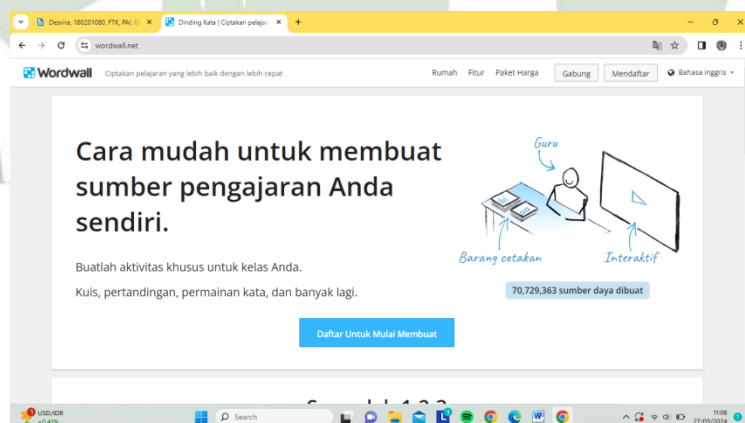 Desvira, 180201080, FTK, PAI,
Dinding Kata | Ciptakan pelajar
wordwall.net
Wordwall Ciptakan pelajaran yang lebih baik dengan lebih cepat Rumah Fitur Paket Harga Gabung Mendaftar Bahasa inggris
Cara mudah untuk membuat
sumber pengajaran Anda
sendiri.
Buatlah aktivitas khusus untuk kelas Anda.
Kuis, pertandingan, permainan kata, dan banyak lagi.
Daftar Untuk Mulai Membuat
Guru
Barang cetakan
Interaktif
70,729,363 sumber daya dibuat
USD/IDR
+0.41%
Search
11:06
27/05/2024